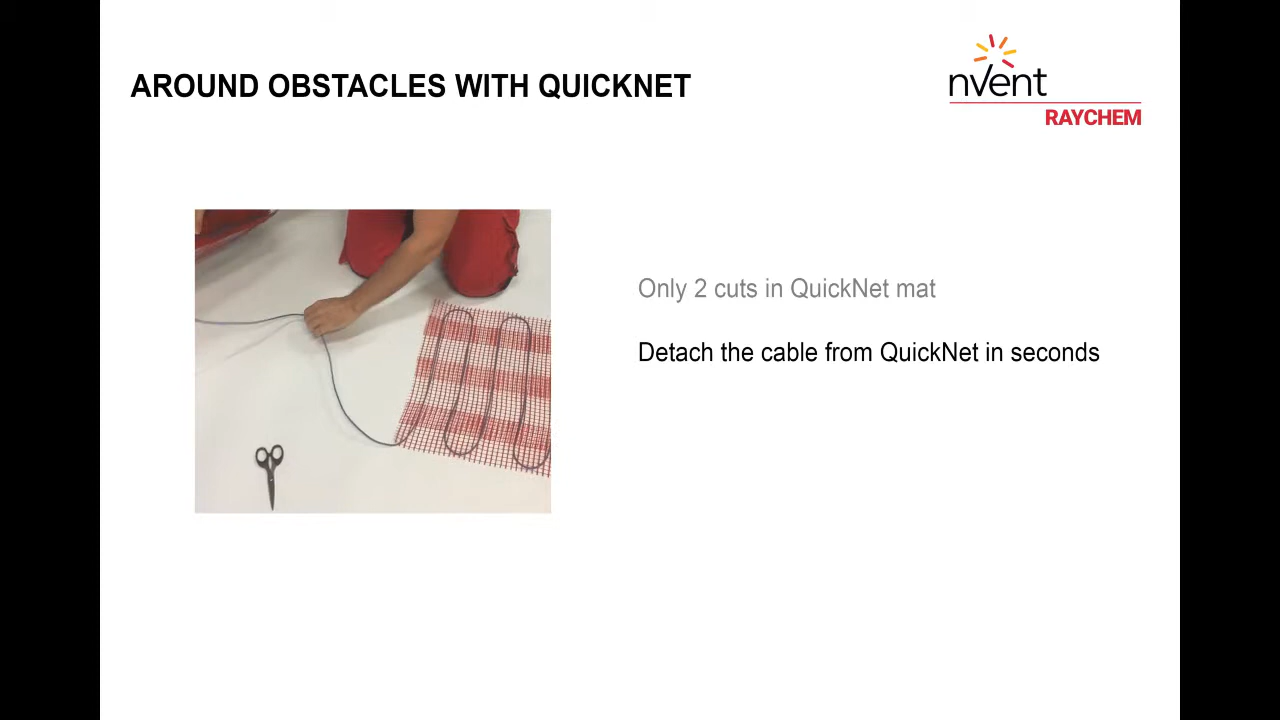 AROUND OBSTACLES WITH QUICKNET
nVent
RAYCHEM
Only 2 cuts in QuickNet mat
Detach the cable from QuickNet in seconds